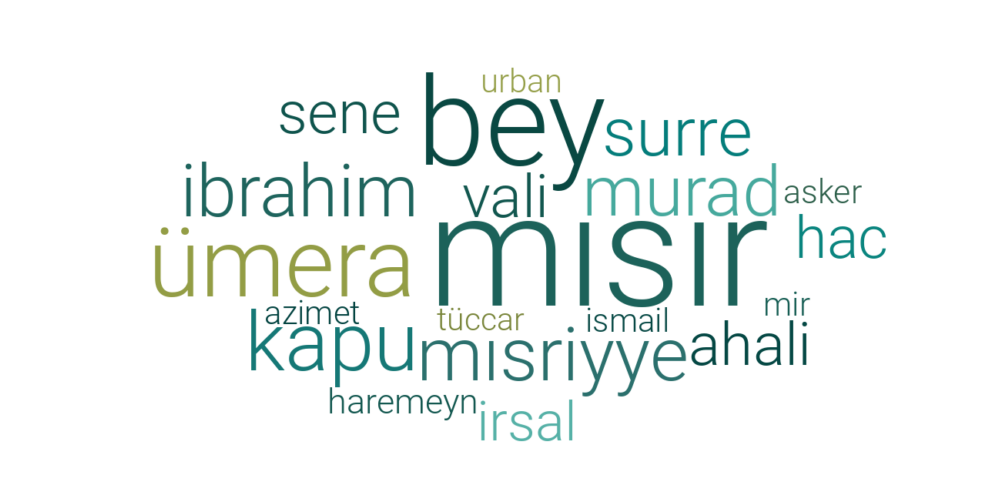 urban
sene bey surre
ibrahim vali murad asker
ümera mısır hac
azimet tüccar ismail mir
kapu mısriyye ahali
haremeyn irsal